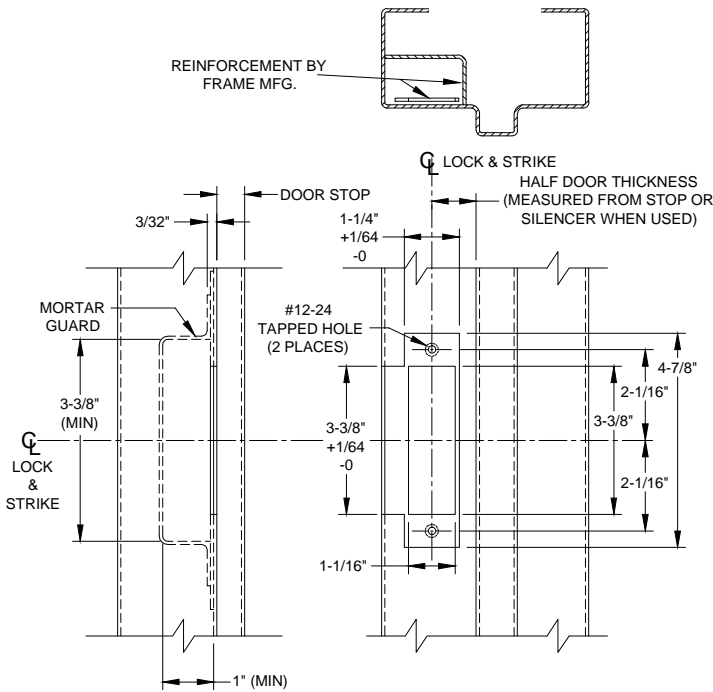 REINFORCEMENT BY
FRAME MFG.
℄ LOCK & STRIKE
DOOR STOP
HALF DOOR THICKNESS
(MEASURED FROM STOP OR
SILENCER WHEN USED)
3/32"
1-1/4"
+1/64
-0
MORTAR
GUARD
#12-24
TAPPED HOLE
(2 PLACES)
4-7/8"
2-1/16"
3-3/8"
(MIN)
3-3/8"
+1/64
-0
3-3/8"
℄
LOCK
&
STRIKE
2-1/16"
1-1/16"
1" (MIN)